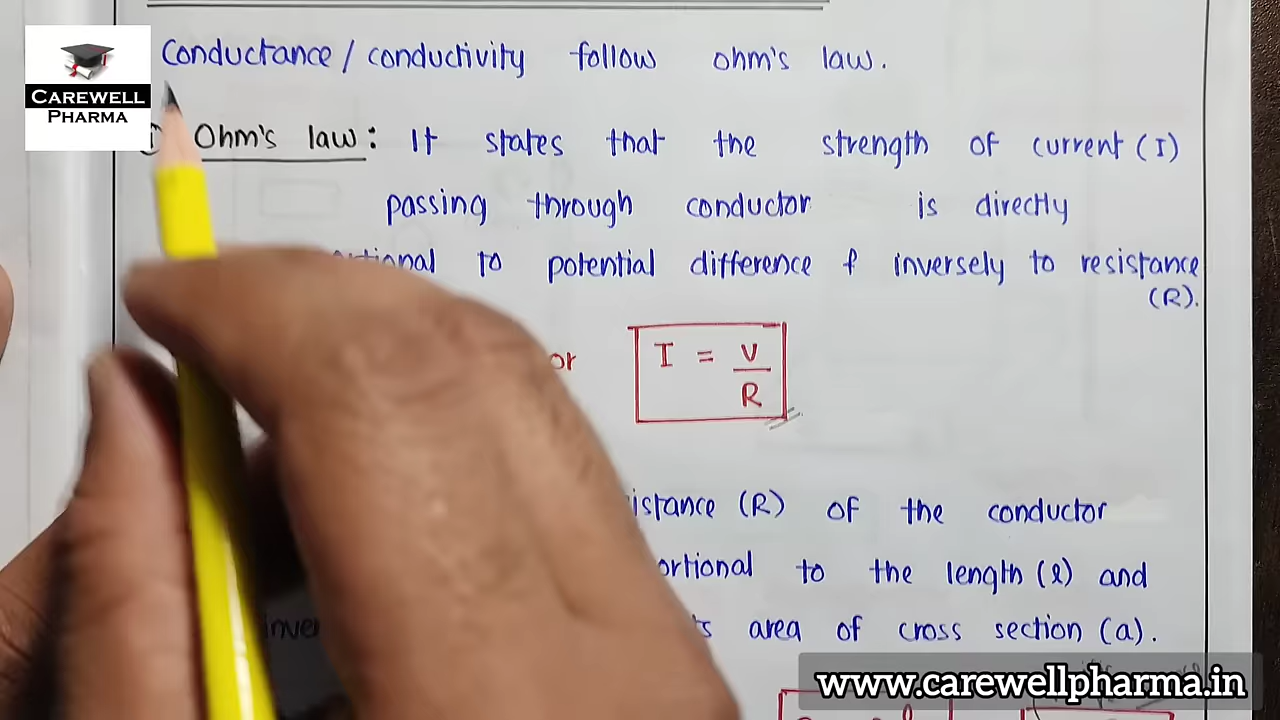 CAREWELL
PHARMA
Conductance / conductivity follow ohm's law.
Ohm's law: It states that the strength of current (I)
passing through conductor is directly
to potential difference & inversely to resistance
(R).
or I = V / R
(R) of the conductor
to the length (l) and
area of cross section (a).
www.carewellpharma.in